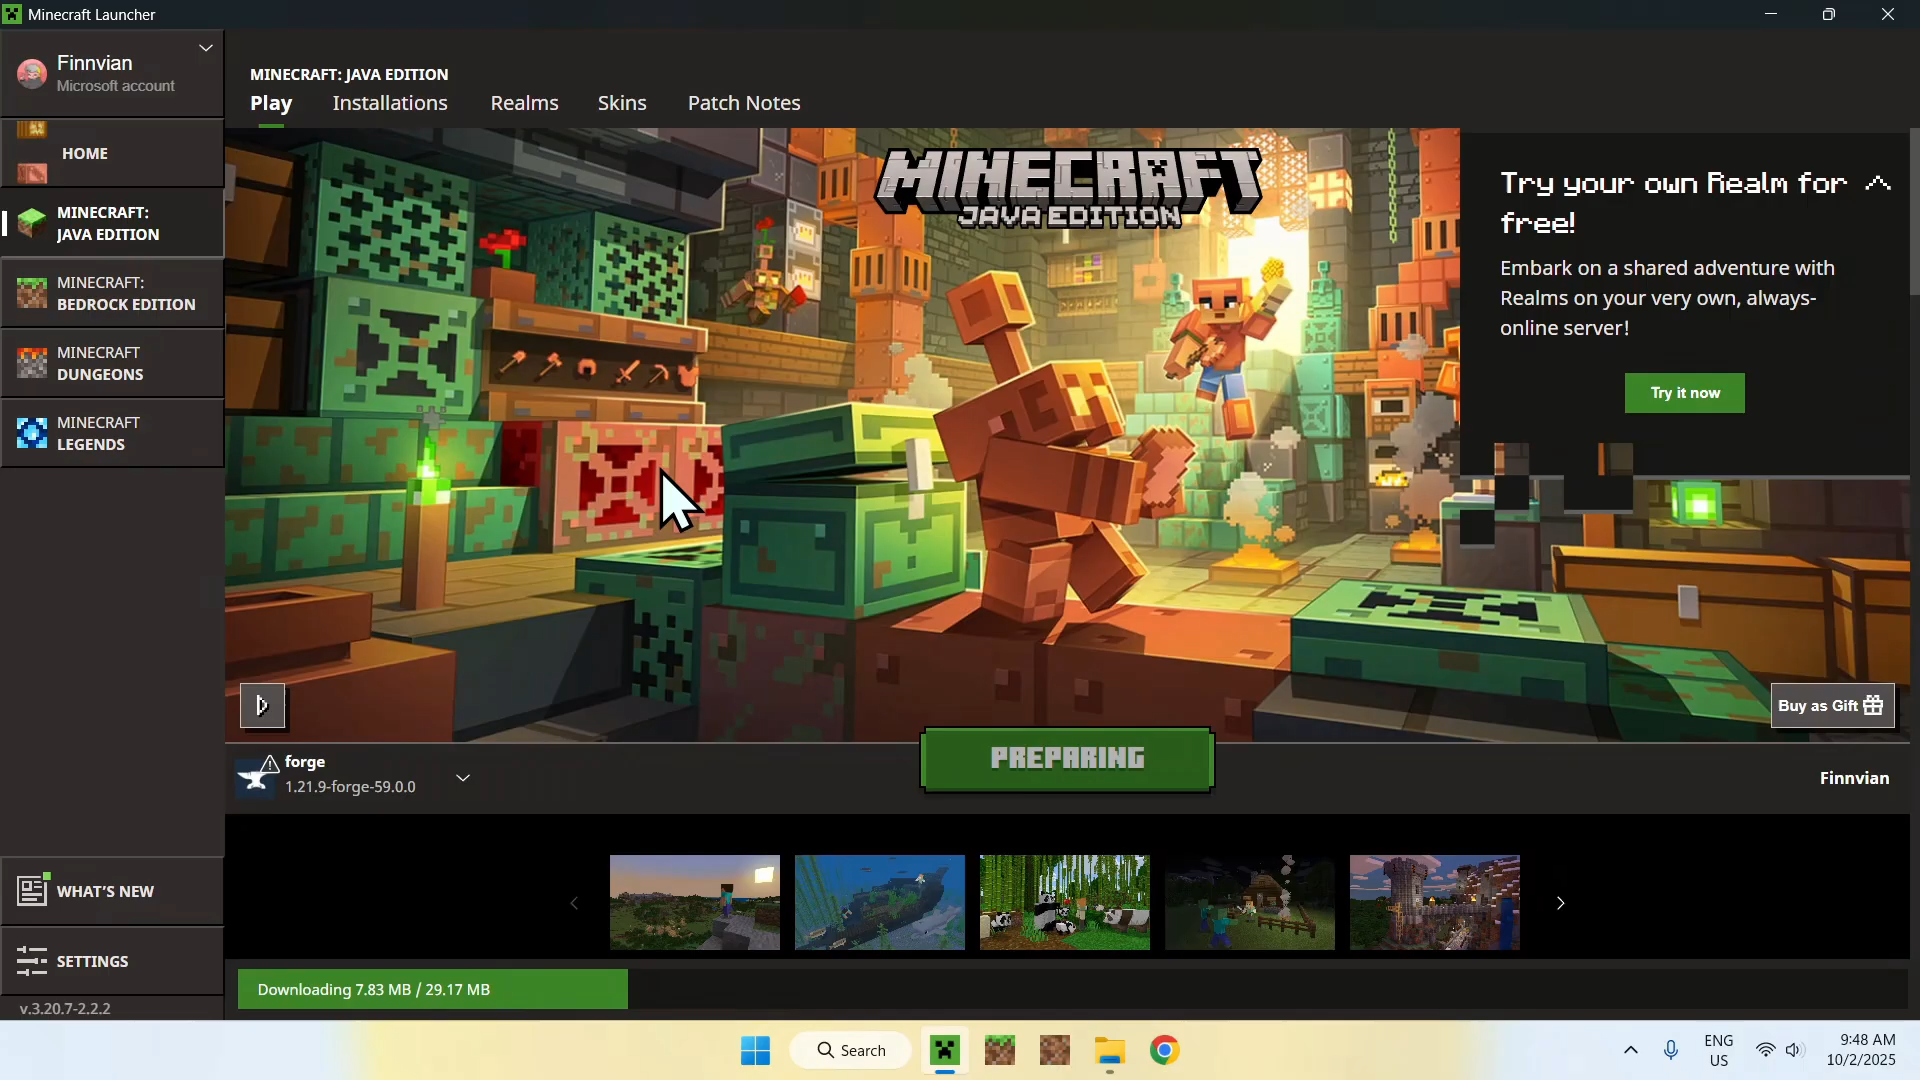 Minecraft Launcher
Finnvian
Microsoft account
HOME
MINECRAFT:
JAVA EDITION
MINECRAFT:
BEDROCK EDITION
MINECRAFT
DUNGEONS
MINECRAFT
LEGENDS
WHAT'S NEW
SETTINGS
v.3.20.7-2.2.2
MINECRAFT: JAVA EDITION
Play Installations Realms Skins Patch Notes
MINECRAFT
JAVA EDITION
Try your own Realm for
free!
Embark on a shared adventure with
Realms on your very own, always-
online server!
Try it now
Buy as Gift
forge
1.21.9-forge-59.0.0
PREPARING
Finnvian
Downloading 7.83 MB / 29.17 MB
Search
ENG
US
9:48 AM
10/2/2025